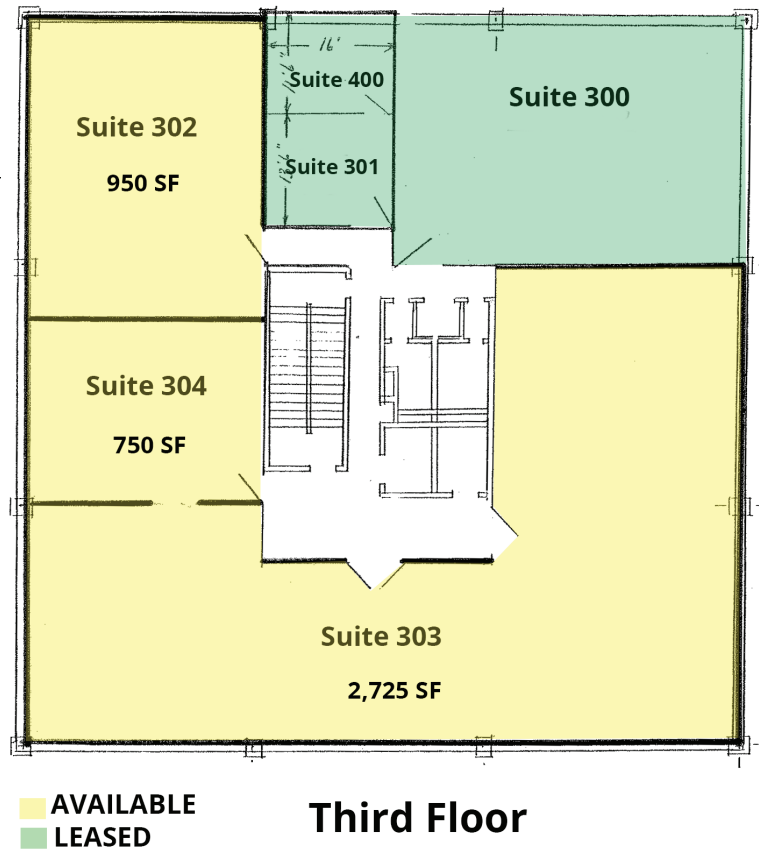 16'
Suite 400
Suite 300
Suite 302
950 SF
Suite 301
Suite 304
750 SF
Suite 303
2,725 SF
AVAILABLE
LEASED
Third Floor